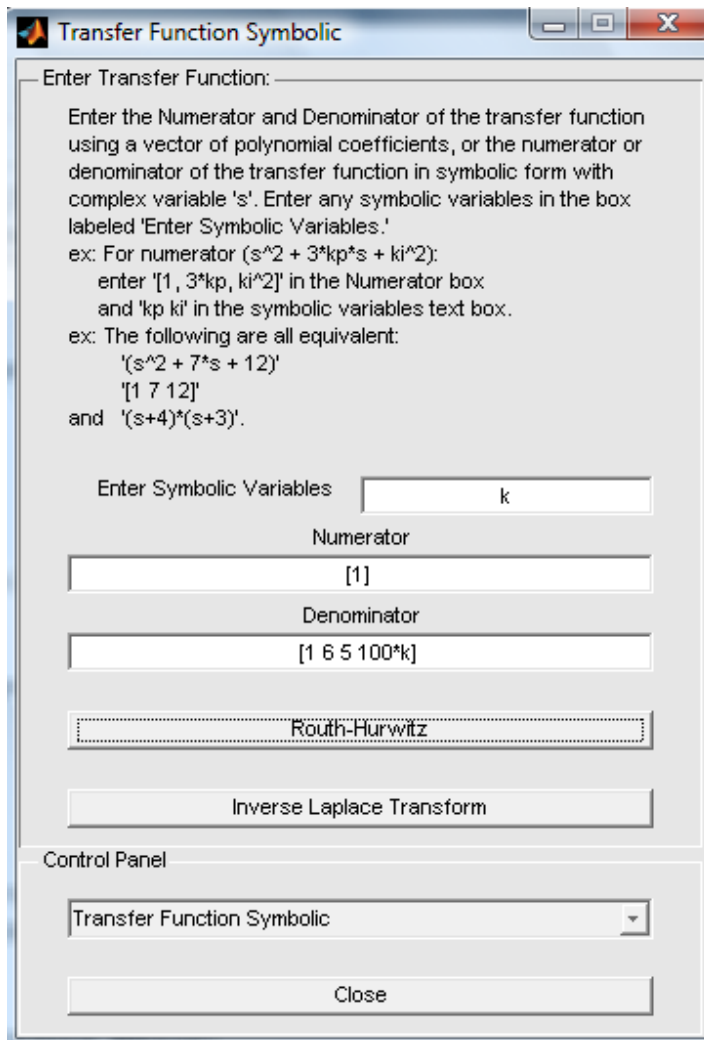 Transfer Function Symbolic
Enter Transfer Function:
Enter the Numerator and Denominator of the transfer function
using a vector of polynomial coefficients, or the numerator or
denominator of the transfer function in symbolic form with
complex variable 's'. Enter any symbolic variables in the box
labeled 'Enter Symbolic Variables.'
ex: For numerator (s^2 + 3*kp*s + ki^2):
enter '[1, 3*kp, ki^2]' in the Numerator box
and 'kp ki' in the symbolic variables text box.
ex: The following are all equivalent:
'(s^2 + 7*s + 12)'
'[1 7 12]'
and '(s+4)*(s+3)'.
Enter Symbolic Variables k
Numerator
[1]
Denominator
[1 6 5 100*k]
Routh-Hurwitz
Inverse Laplace Transform
Control Panel
Transfer Function Symbolic
Close